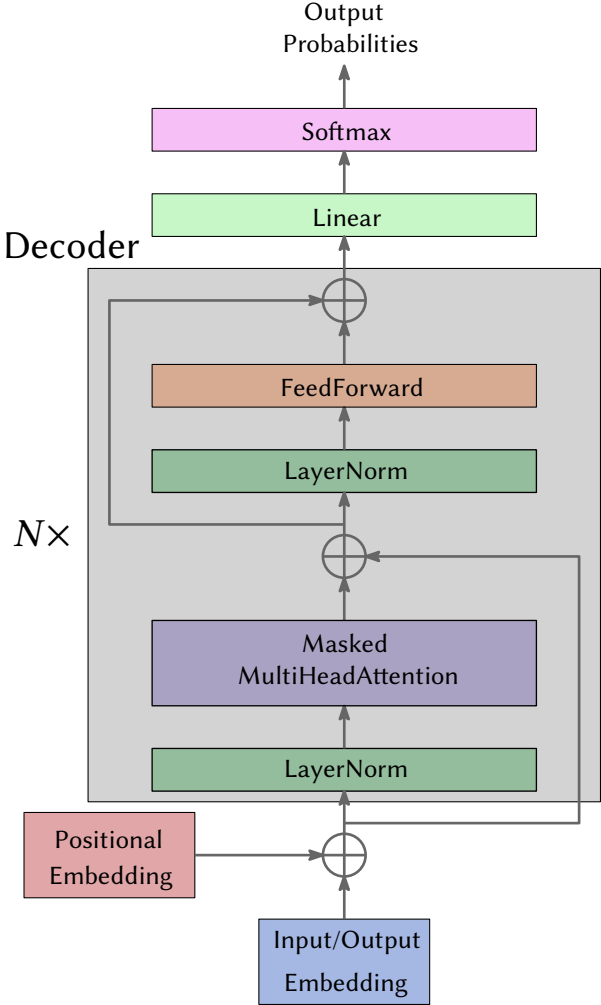 Output
Probabilities
Softmax
Linear
Decoder
FeedForward
LayerNorm
N×
Masked
MultiHeadAttention
LayerNorm
Positional
Embedding
Input/Output
Embedding